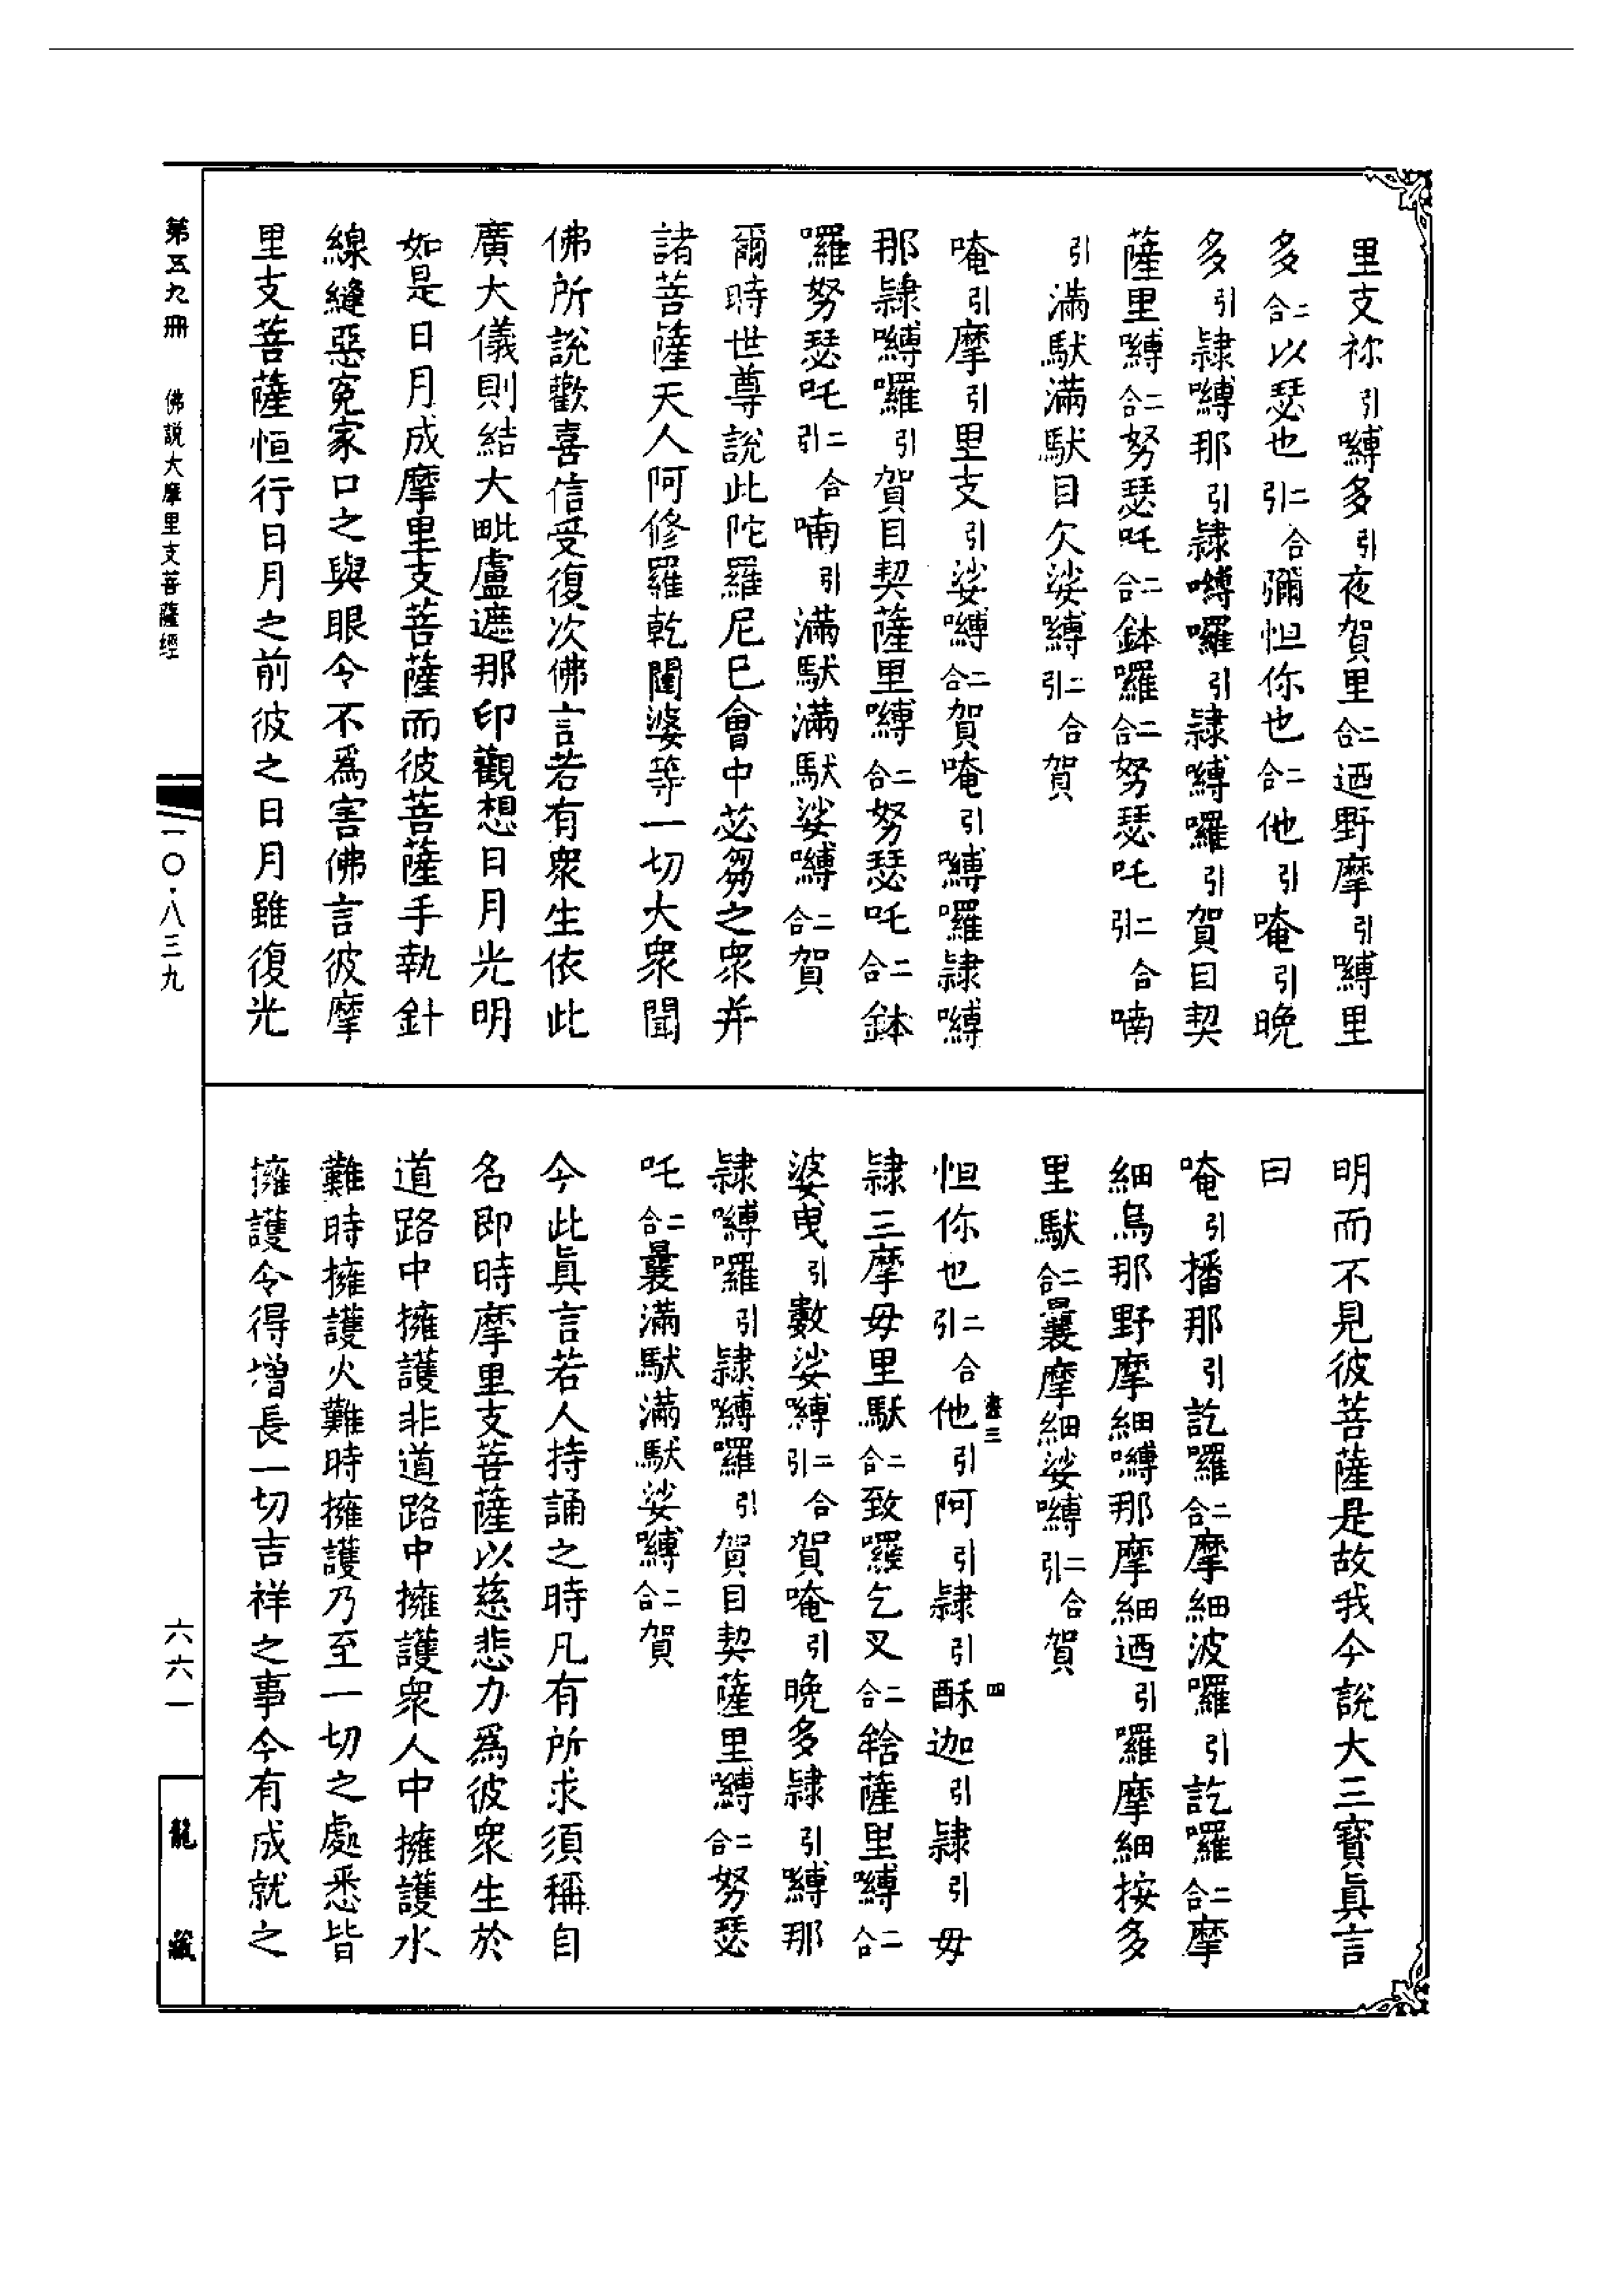 里支祢引嚩多引夜賀里二合迺野摩引嚩里
多二合以瑟也二合引彌怛你也二合他引唵引晚
多引隸嚩那引隸嚩囉引隸嚩囉引賀目契
薩里嚩二合努瑟吒二合鉢囉二合努瑟吒二合引喃
引滿馱滿馱目欠娑嚩二合引賀
唵引摩引里支引娑嚩二合賀唵引嚩囉隸嚩
那隸嚩囉引賀目契薩里嚩二合努瑟吒二合鉢
囉努瑟吒二合引喃引滿馱滿馱娑嚩二合賀
爾時世尊說此陀羅尼已會中苾芻之衆并
諸菩薩天人阿修羅乾闥婆等一切大衆聞
佛所說歡喜信受復次佛言若有衆生依此
廣大儀則結大毗盧遮那印觀想日月光明
如是日月成摩里支菩薩而彼菩薩手執針
線縫惡冤家口之與眼令不爲害佛言彼摩
里支菩薩恒行日月之前彼之日月雖復光
明而不見彼菩薩是故我今說大三寶眞言
曰
唵引播那引訖囉二合摩細波囉引訖囉二合摩
細烏那野摩細嚩那摩細迺引囉摩細按多
里馱二合曩摩細娑嚩二合引賀
怛你也二合引他引阿引隸引酥迦引隸引毋
隸三摩毋里馱二合致囉乞叉二合輅薩里嚩二合
婆曳引數娑嚩二合引賀唵引晚多隸引嚩那
隸嚩囉引隸嚩囉引賀目契薩里嚩二合努瑟
吒二合曩滿馱滿馱娑嚩二合賀
今此眞言若人持誦之時凡有所求須稱自
名即時摩里支菩薩以慈悲力爲彼衆生於
道路中擁護非道路中擁護衆人中擁護水
難時擁護火難時擁護乃至一切之處悉皆
擁護令得增長一切吉祥之事今有成就之
第五九冊 佛說大摩里支菩薩經
一〇·八三九
六六一
龍藏
三
四